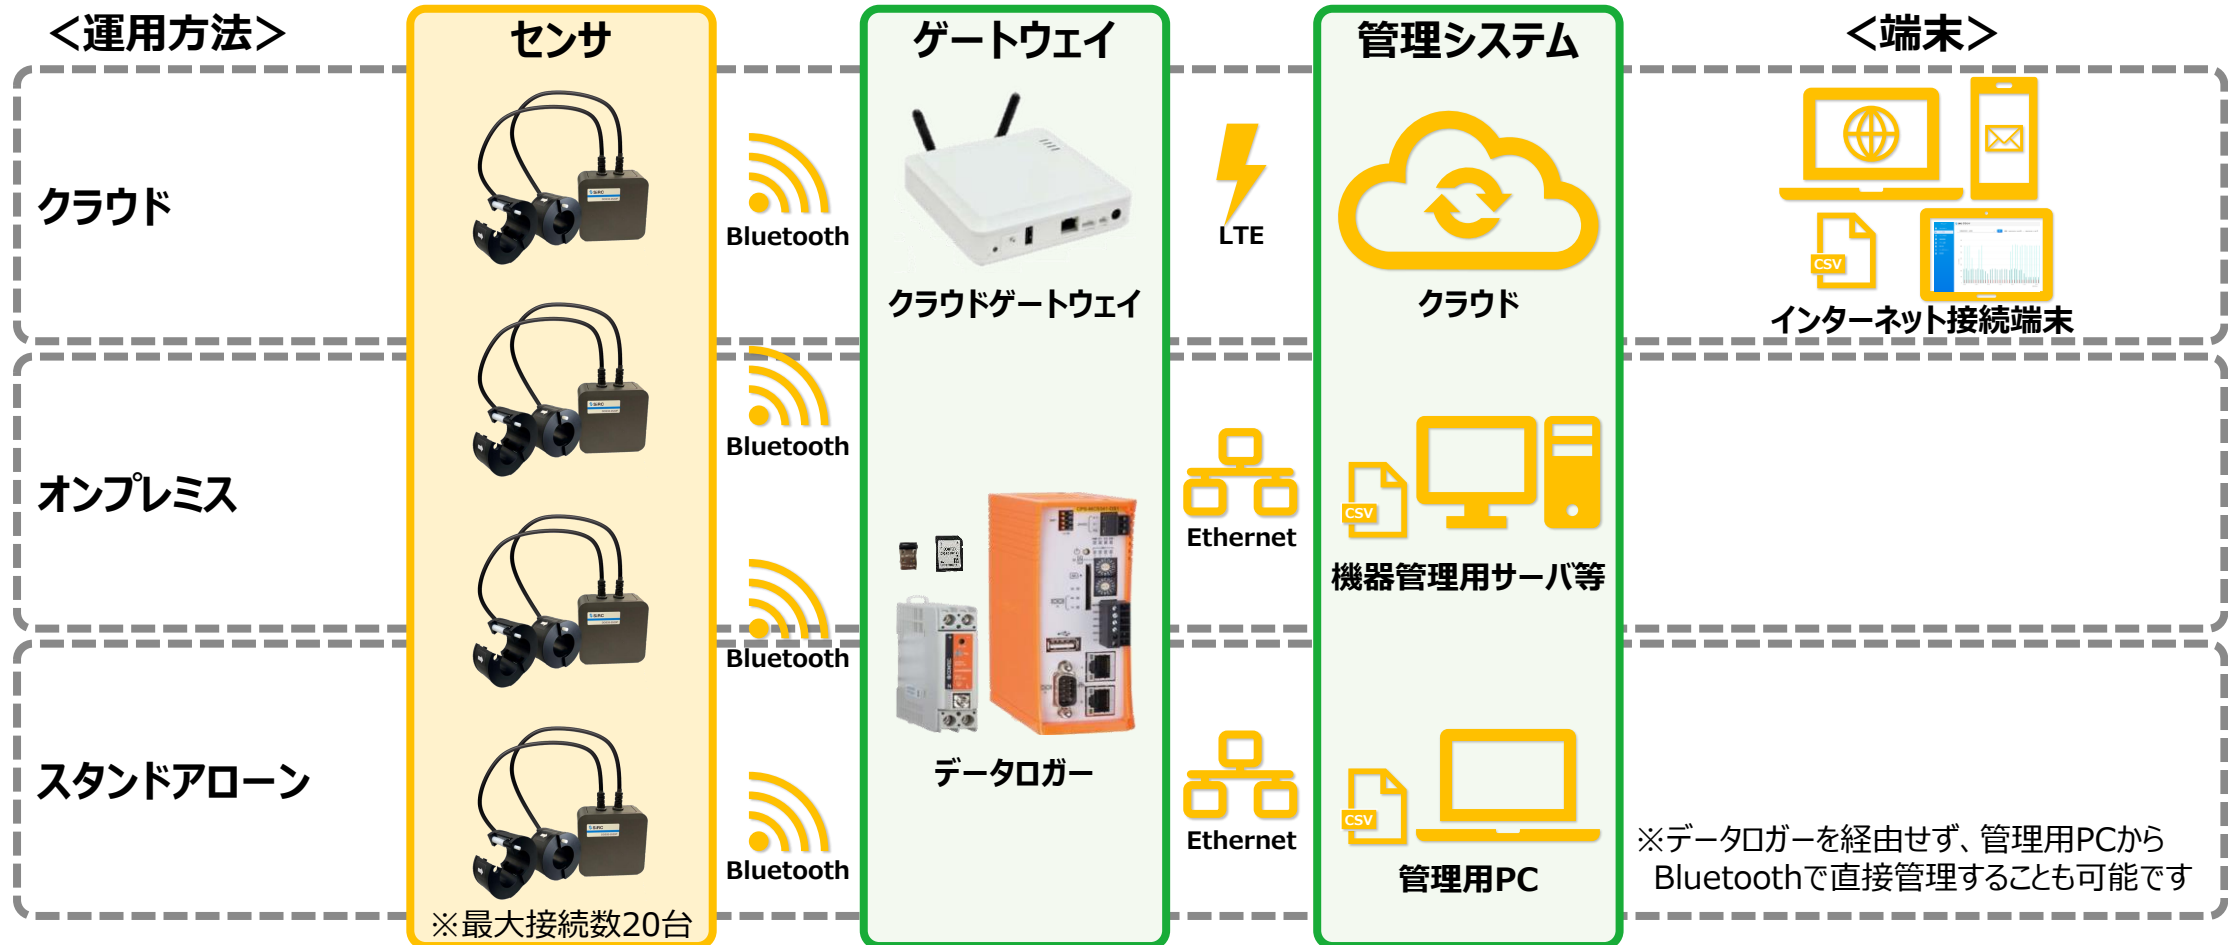 <運用方法>
センサ
ゲートウェイ
管理システム
<端末>
クラウド
SIRC
Bluetooth
クラウドゲートウェイ
LTE
クラウド
CSV
インターネット接続端末
オンプレミス
SIRC
Bluetooth
Ethernet
CSV
機器管理用サーバ等
SIRC
Bluetooth
データロガー
スタンドアローン
SIRC
Bluetooth
Ethernet
CSV
管理用PC
※最大接続数20台
※データロガーを経由せず、管理用PCから
Bluetoothで直接管理することも可能です